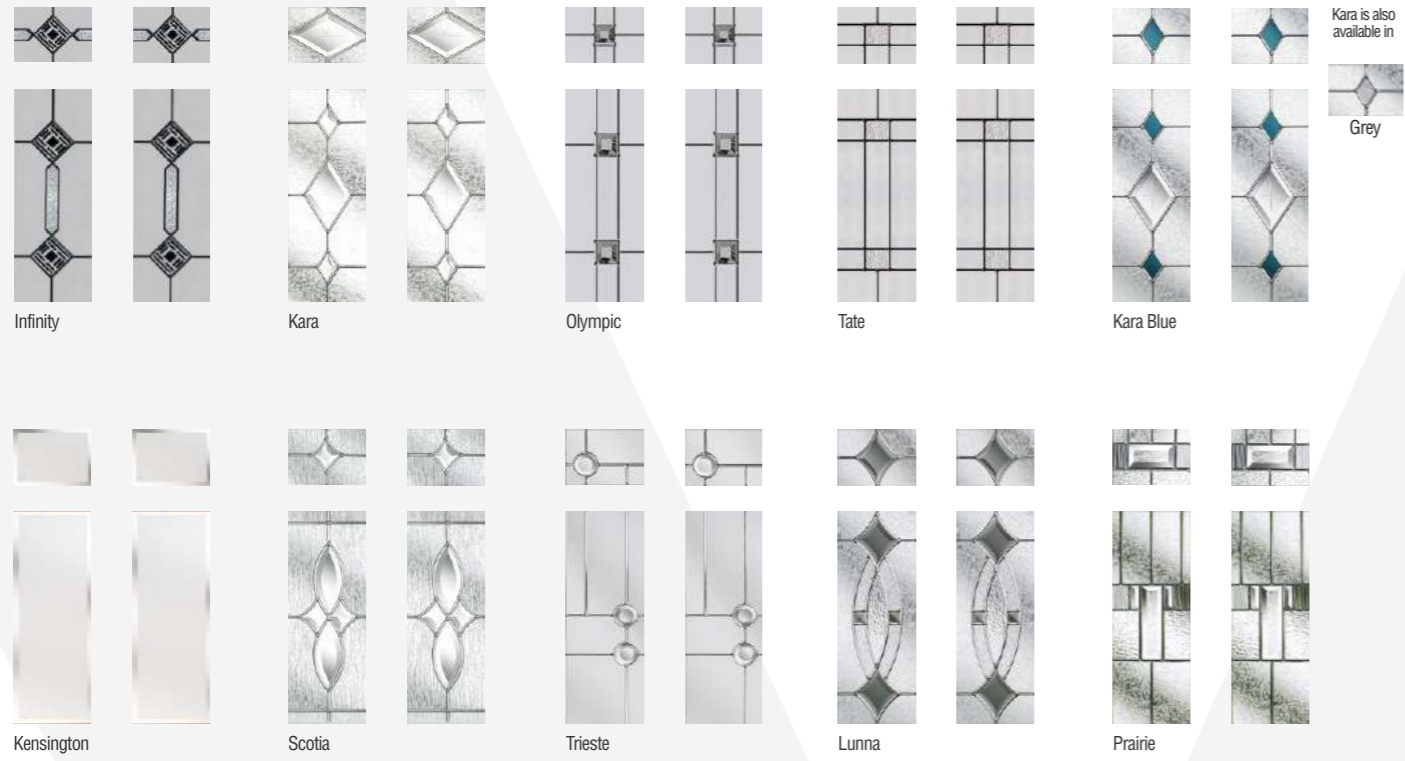 Kara is also
available in
Grey
Infinity
Kara
Olympic
Tate
Kara Blue
Kensington
Scotia
Trieste
Lunna
Prairie